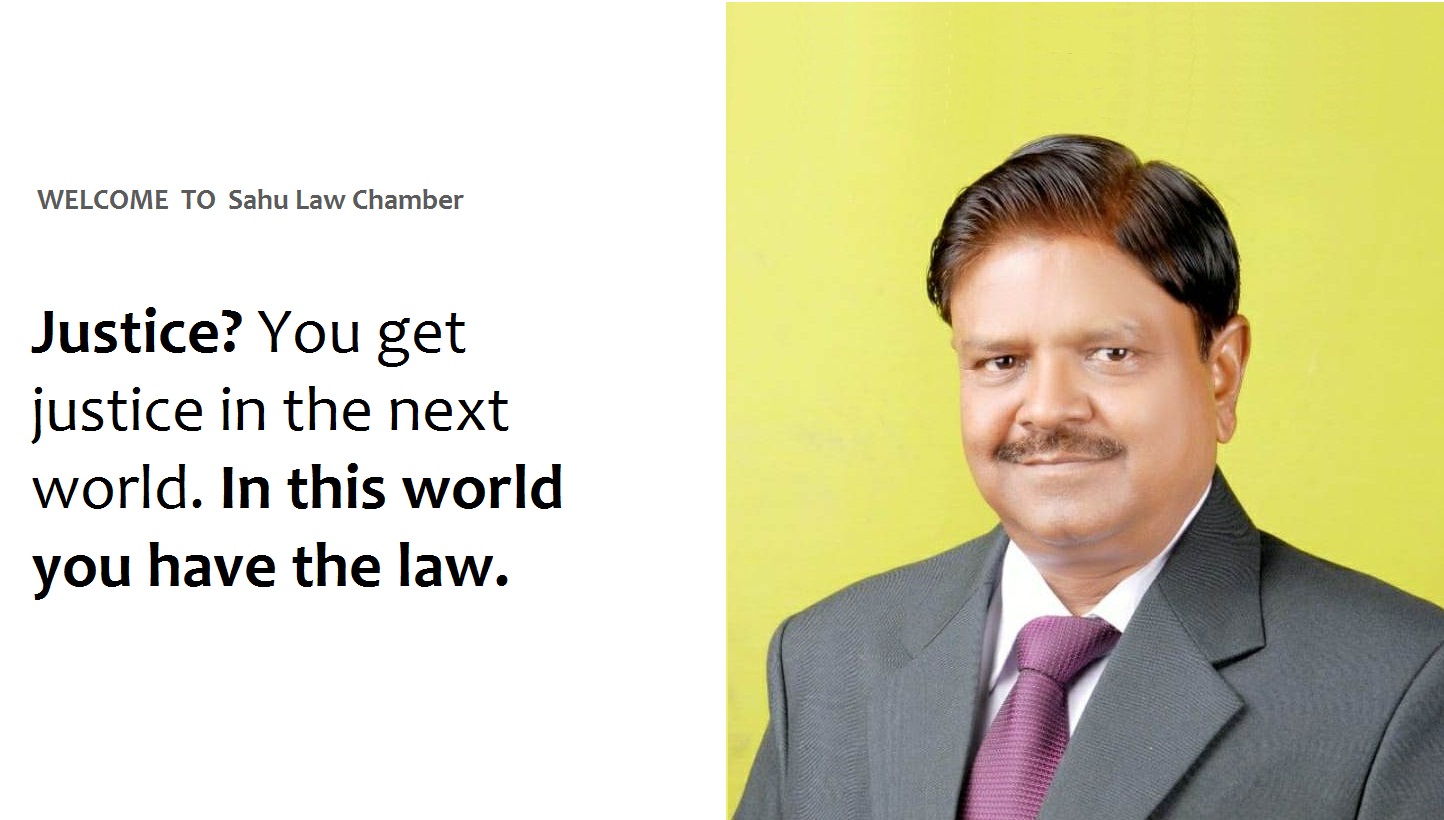 WELCOME TO Sahu Law Chamber
Justice? You get
justice in the next
world. In this world
you have the law.